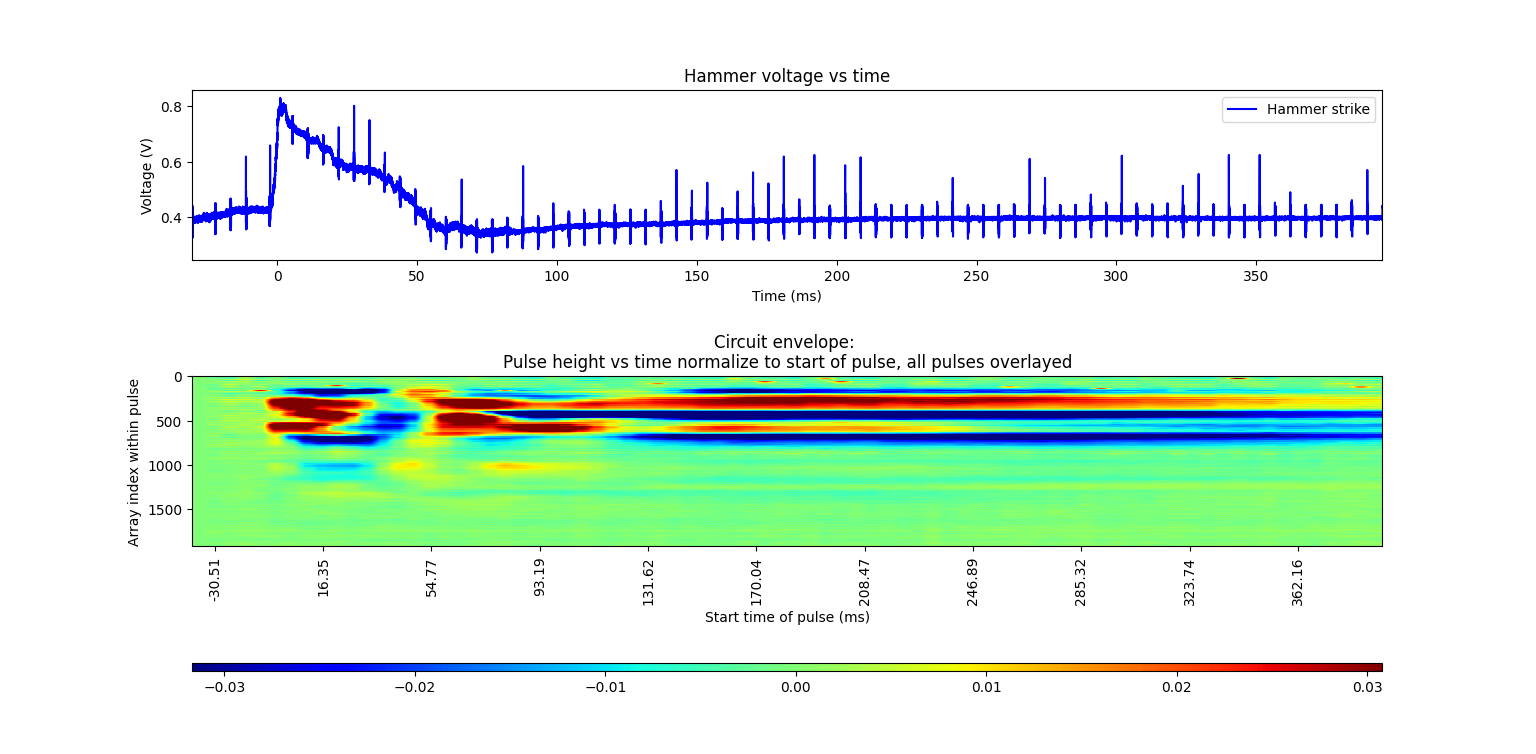 Hammer voltage vs time
Voltage (V)
0.8
0.6
0.4
Hammer strike
0 50 100 150 200 250 300 350
Time (ms)
Circuit envelope:
Pulse height vs time normalize to start of pulse, all pulses overlayed
Array index within pulse
0
500
1000
1500
-30.51 16.35 54.77 93.19 131.62 170.04 208.47 246.89 285.32 323.74 362.16
Start time of pulse (ms)
−0.03 −0.02 −0.01 0.00 0.01 0.02 0.03